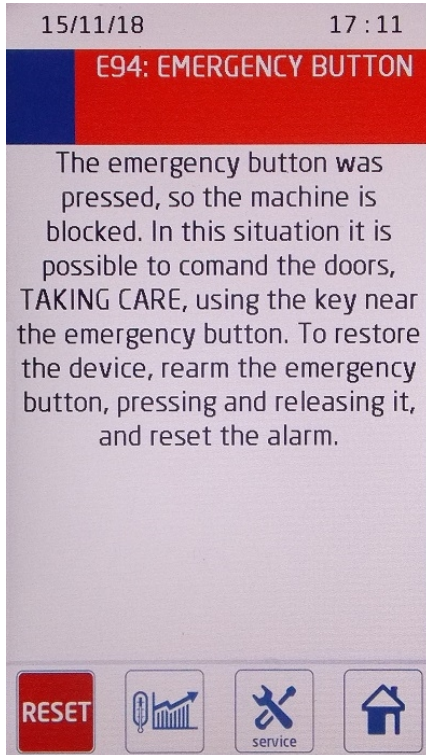 15/11/18 17:11
E94: EMERGENCY BUTTON
The emergency button was
pressed, so the machine is
blocked. In this situation it is
possible to comand the doors,
TAKING CARE, using the key near
the emergency button. To restore
the device, rearm the emergency
button, pressing and releasing it,
and reset the alarm.
RESET
service